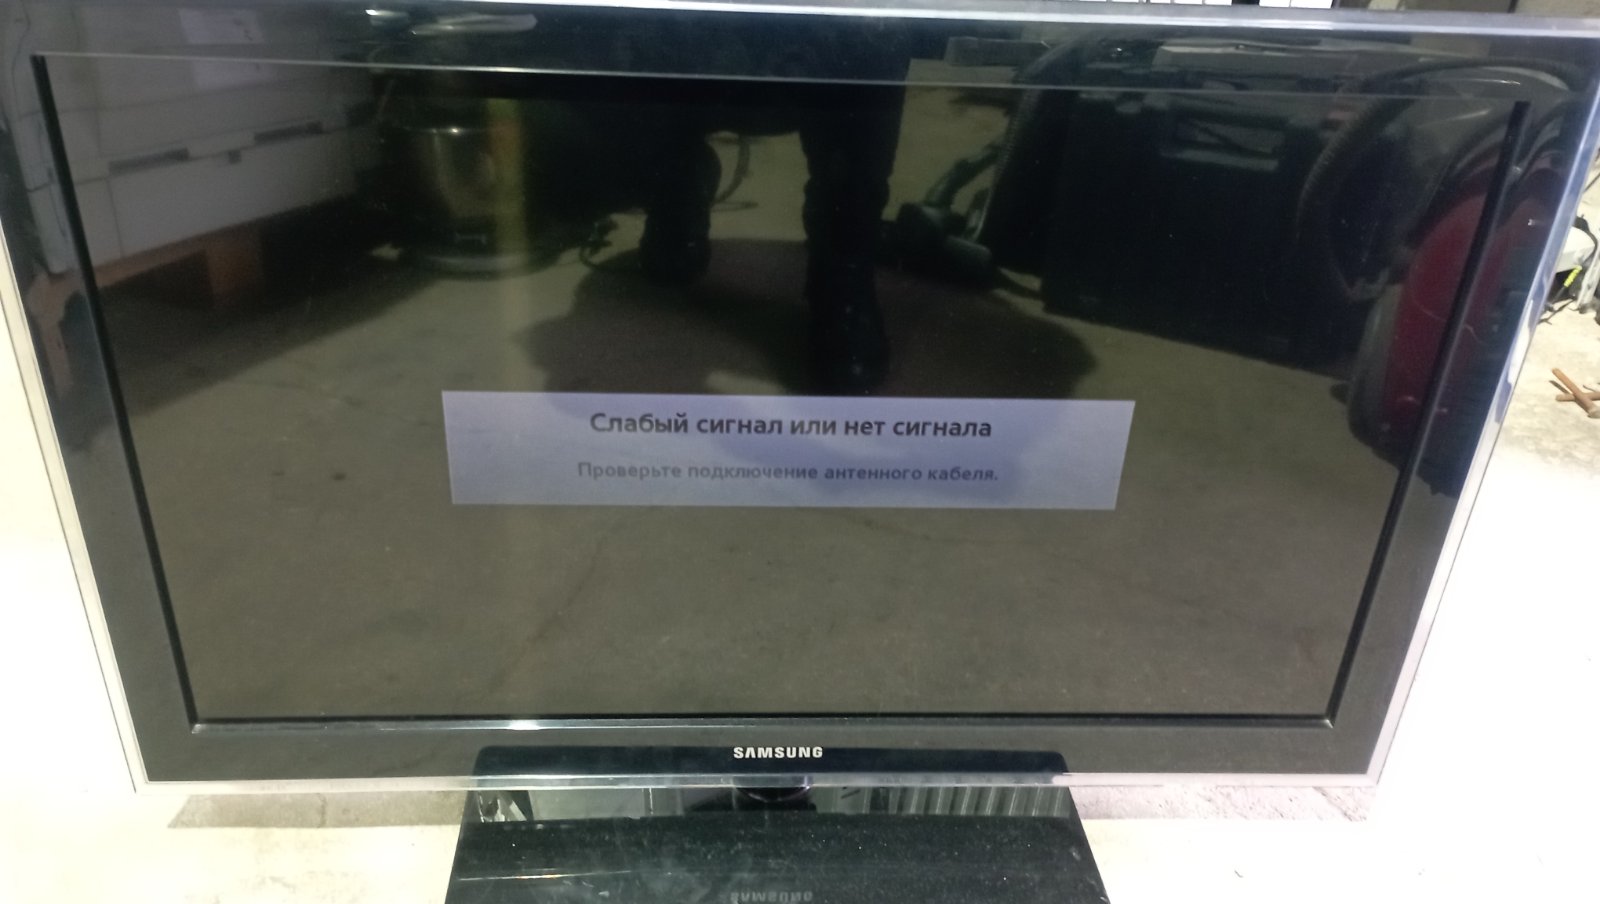 Слабый сигнал или нет сигнала
Проверьте подключение антенного кабеля.
SAMSUNG